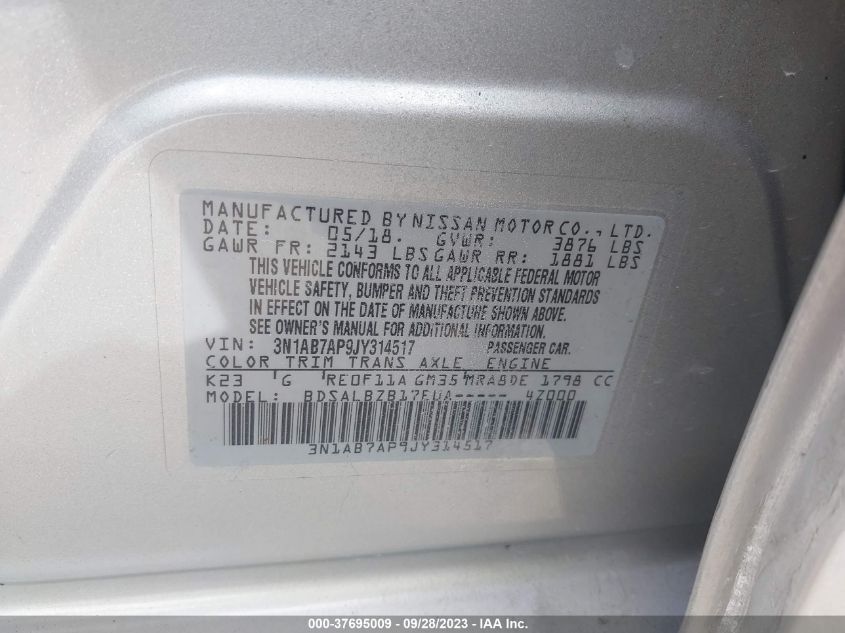 MANUFACTURED BY NISSAN MOTOR CO., LTD.
DATE: 05/18. GVWR: 3876 LBS
GAWR FR: 2143 LBS GAWR RR: 1881 LBS
THIS VEHICLE CONFORMS TO ALL APPLICABLE FEDERAL MOTOR
VEHICLE SAFETY, BUMPER AND THEFT PREVENTION STANDARDS
IN EFFECT ON THE DATE OF MANUFACTURE SHOWN ABOVE.
SEE OWNER'S MANUAL FOR ADDITIONAL INFORMATION.
VIN: 3N1AB7AP9JY314517 PASSENGER CAR.
COLOR TRIM TRANS AXLE ENGINE
K23 G RE0F11A GM35 MRA8DE 1798 CC
MODEL: BDSALBZB17EUA----- 4Z000
3N1AB7AP9JY314517
000-37695009 - 09/28/2023 - IAA Inc.